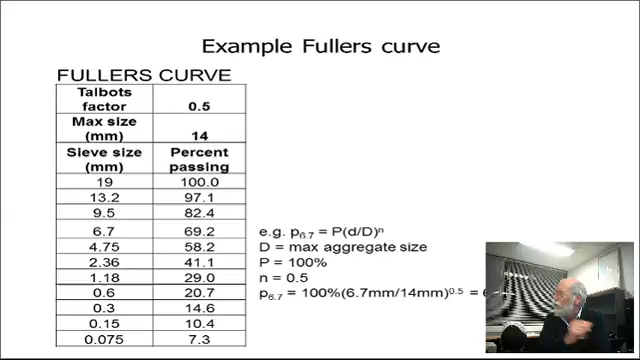 Example Fullers curve
FULLERS CURVE
Talbots factor 0.5
Max size (mm) 14
Sieve size (mm) Percent passing
19 100.0
13.2 97.1
9.5 82.4
6.7 69.2
4.75 58.2
2.36 41.1
1.18 29.0
0.6 20.7
0.3 14.6
0.15 10.4
0.075 7.3
e.g. p6.7 = P(d/D)^n
D = max aggregate size
P = 100%
n = 0.5
p6.7 = 100%(6.7mm/14mm)^0.5 = 6